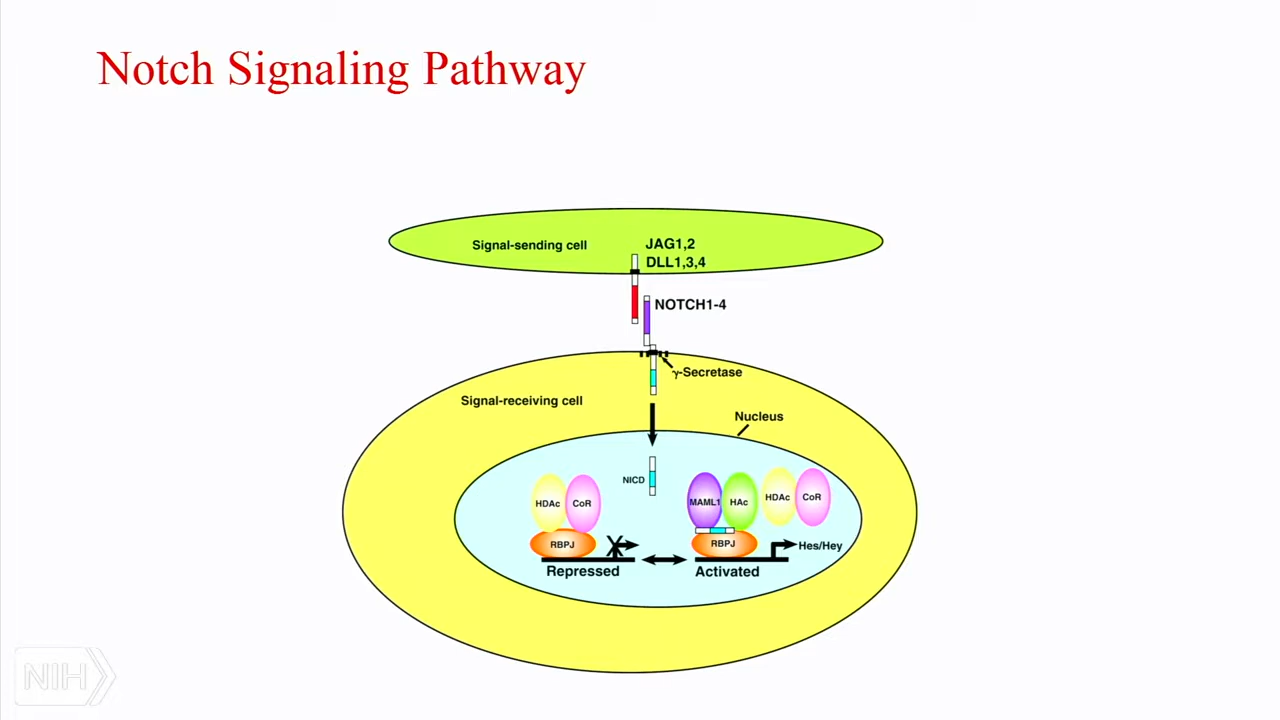 Notch Signaling Pathway
Signal-sending cell
JAG1,2
DLL1,3,4
NOTCH1-4
γ-Secretase
Signal-receiving cell
Nucleus
NICD
HDAc
CoR
RBPJ
X
Repressed
MAML1
HAc
HDAc
CoR
RBPJ
Hes/Hey
Activated
NIH